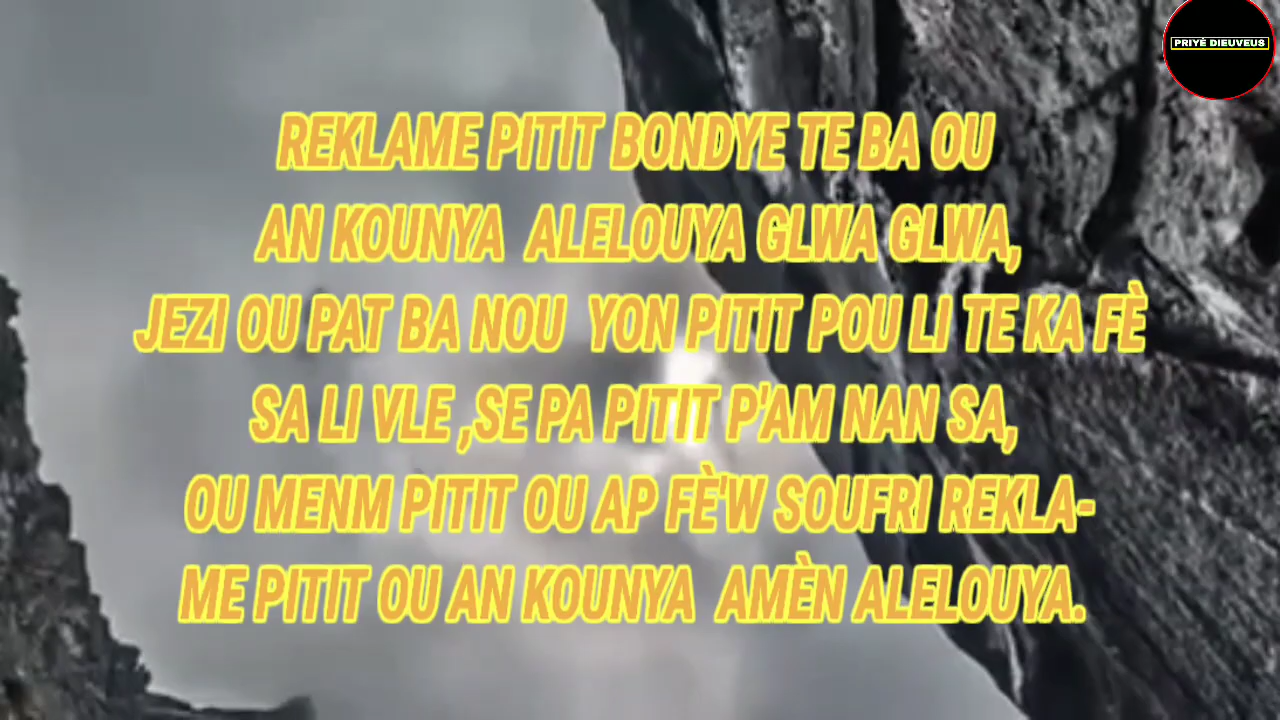 PRIYÈ DIEUVEUS
REKLAME PITIT BONDYE TE BA OU
AN KOUNYA ALELOUYA GLWA GLWA,
JEZI OU PAT BA NOU YON PITIT POU LI TE KA FÈ
SA LI VLE ,SE PA PITIT P'AM NAN SA,
OU MENM PITIT OU AP FÈ'W SOUFRI REKLA-
ME PITIT OU AN KOUNYA AMÈN ALELOUYA.